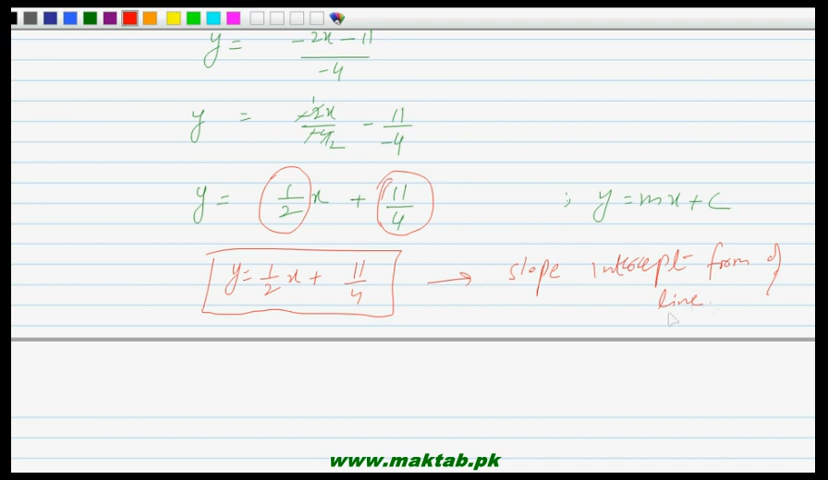 y = -2x - 11 / -4
y = -2x / -4 2 - 11 / -4
y = 1/2 x + 11/4 ; y = mx + c
y = 1/2 x + 11/4 → slope intercept from of
line.
www.maktab.pk